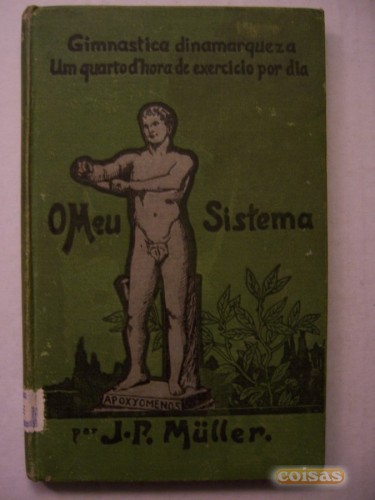 Gimnastica dinamarqueza
Um quarto d'hora de exercicio por dia
O Meu Sistema
APOXYOMENOS
por J.P. Müller.
coisas